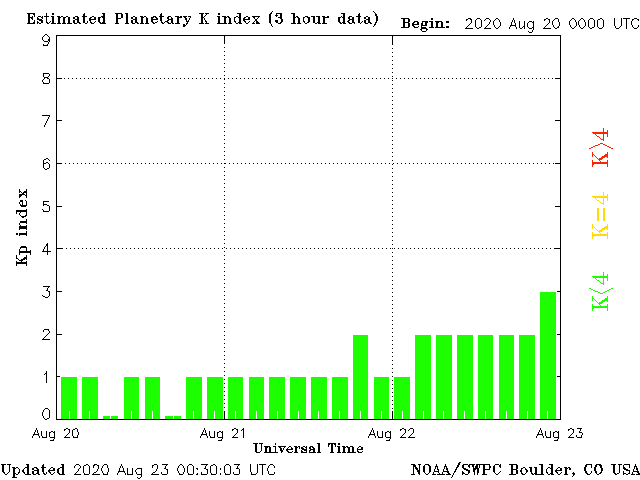 Estimated Planetary K index (3 hour data) Begin: 2020 Aug 20 0000 UTC
9
8
7
6
5
4
3
2
1
0
Kp index
K>4
K=4
K<4
Aug 20 Aug 21 Aug 22 Aug 23
Universal Time
Updated 2020 Aug 23 00:30:03 UTC NOAA/SWPC Boulder, CO USA